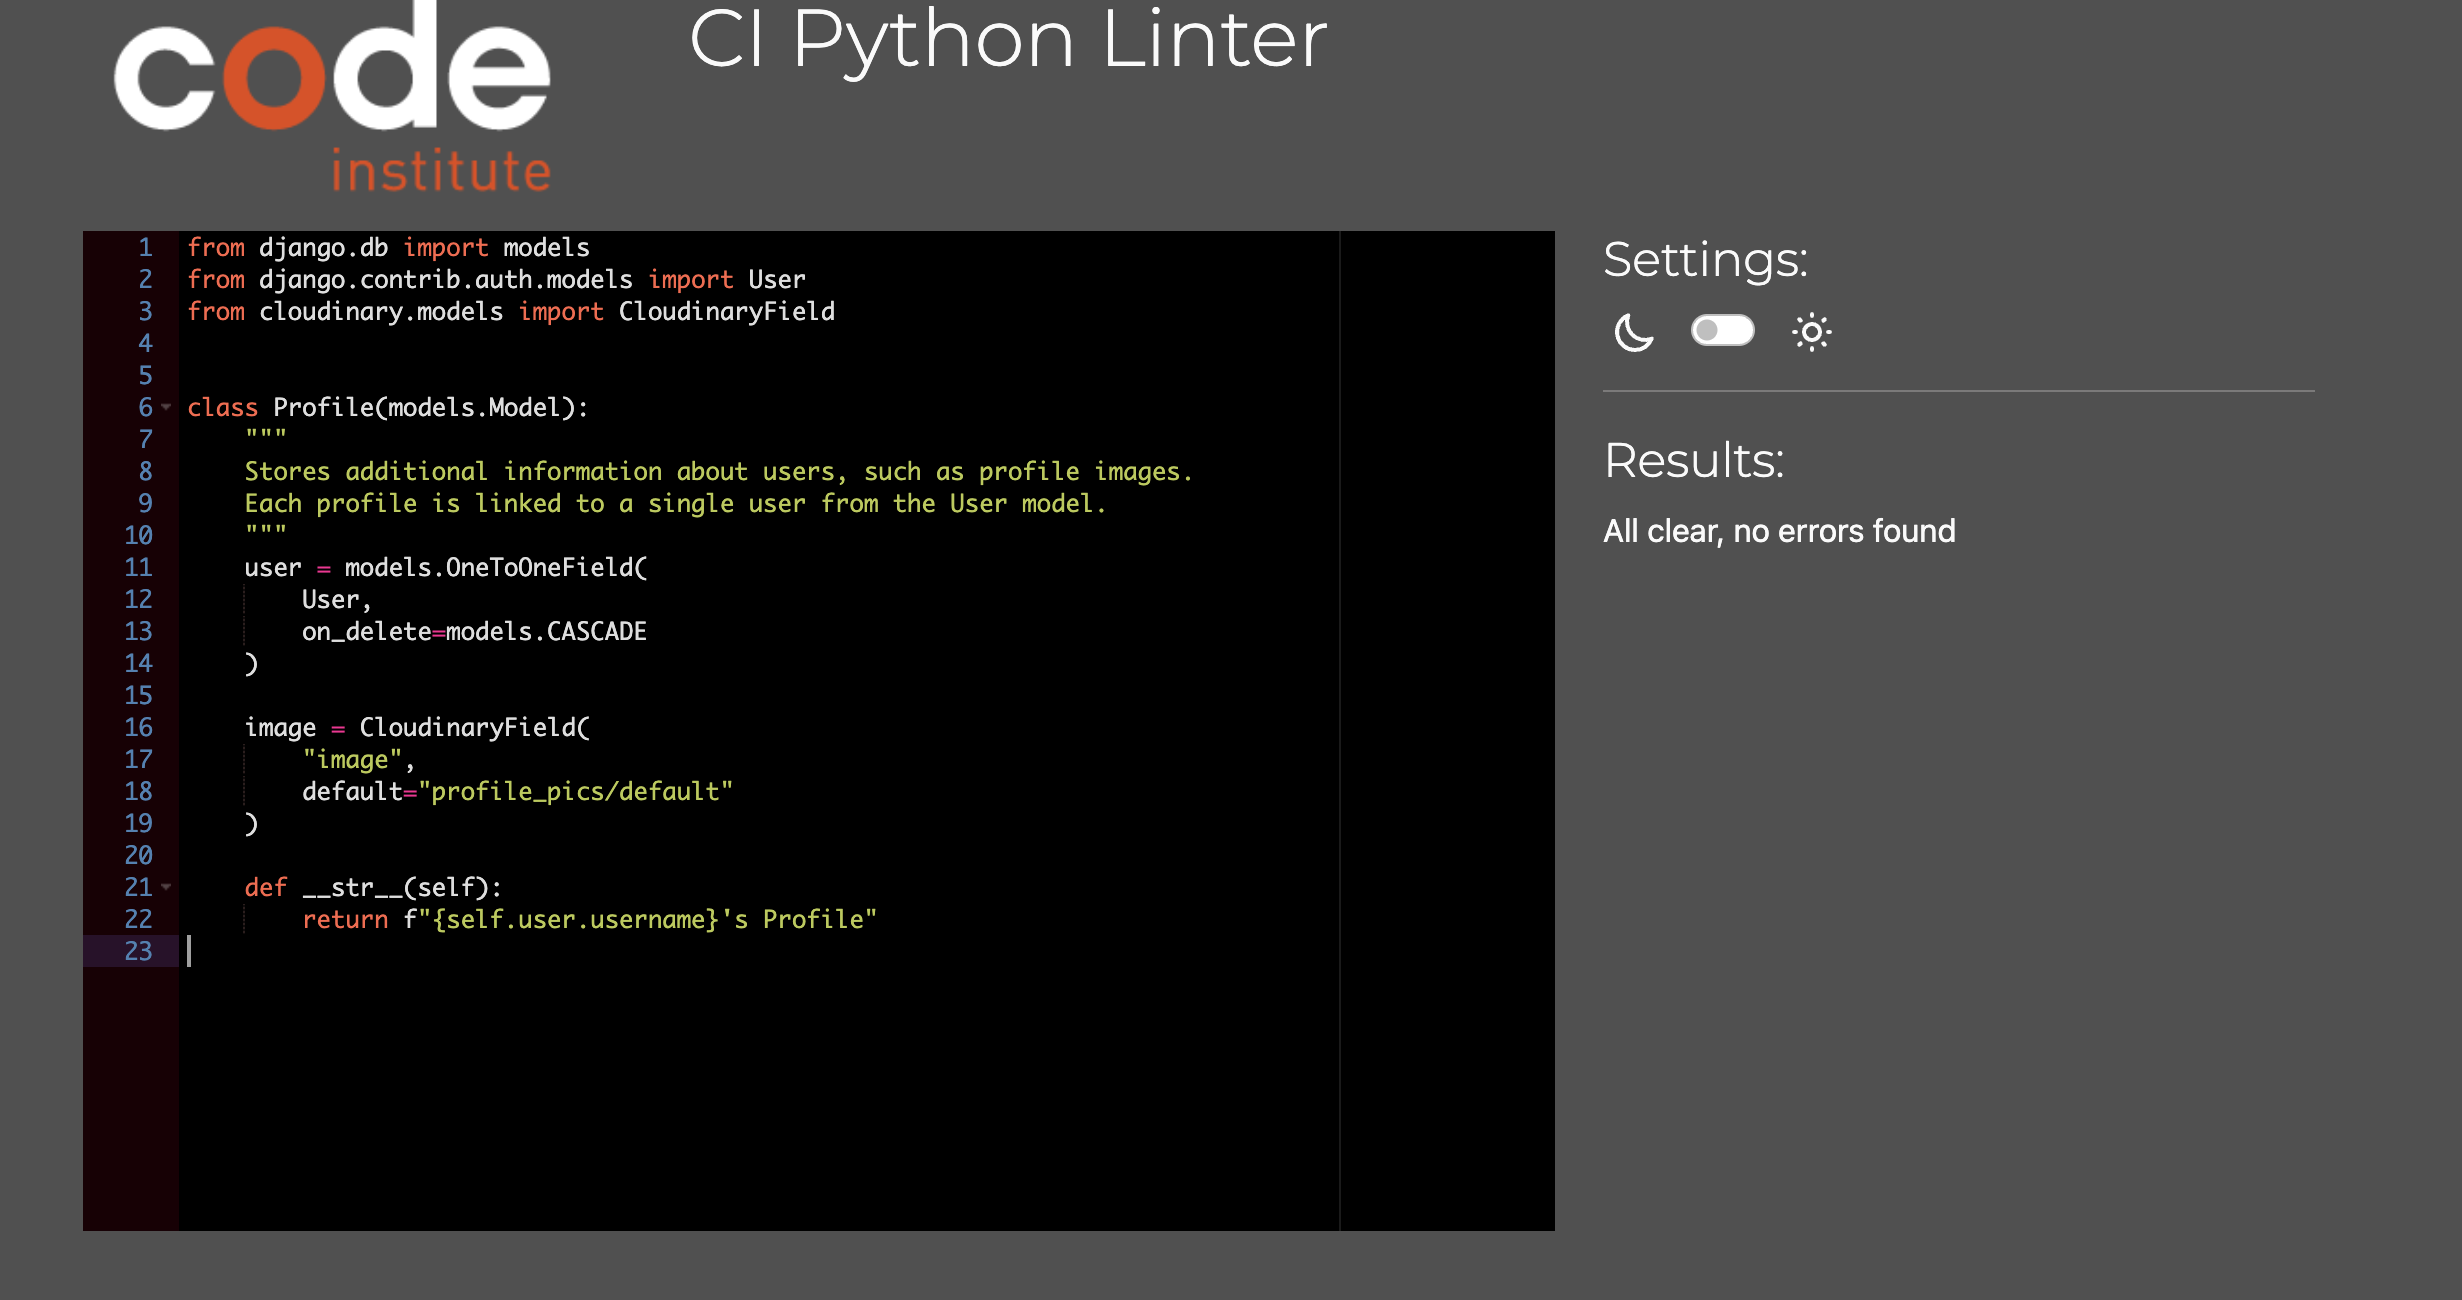 code
institute
CI Python Linter
1 from django.db import models
2 from django.contrib.auth.models import User
3 from cloudinary.models import CloudinaryField
4
5
6 class Profile(models.Model):
7     """
8     Stores additional information about users, such as profile images.
9     Each profile is linked to a single user from the User model.
10     """
11     user = models.OneToOneField(
12         User,
13         on_delete=models.CASCADE
14     )
15
16     image = CloudinaryField(
17         "image",
18         default="profile_pics/default"
19     )
20
21     def __str__(self):
22         return f"{self.user.username}'s Profile"
23
Settings:
Results:
All clear, no errors found